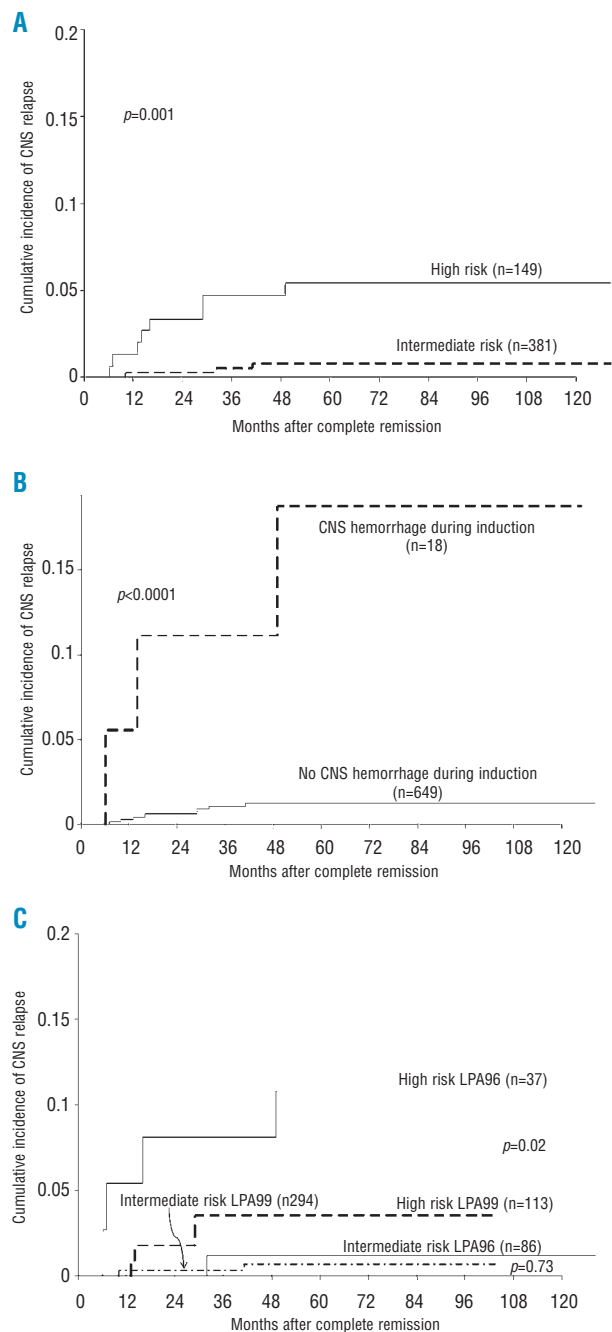 A
Cumulative incidence of CNS relapse
0.2
0.15
0.1
0.05
0
p=0.001
High risk (n=149)
Intermediate risk (n=381)
0 12 24 36 48 60 72 84 96 108 120
Months after complete remission
B
Cumulative incidence of CNS relapse
0.15
0.1
0.05
0
CNS hemorrhage during induction
(n=18)
p<0.0001
No CNS hemorrhage during induction
(n=649)
0 12 24 36 48 60 72 84 96 108 120
Months after complete remission
C
Cumulative incidence of CNS relapse
0.2
0.15
0.1
0.05
0
High risk LPA96 (n=37)
p=0.02
Intermediate risk LPA99 (n294)
High risk LPA99 (n=113)
Intermediate risk LPA96 (n=86)
p=0.73
0 12 24 36 48 60 72 84 96 108 120
Months after complete remission